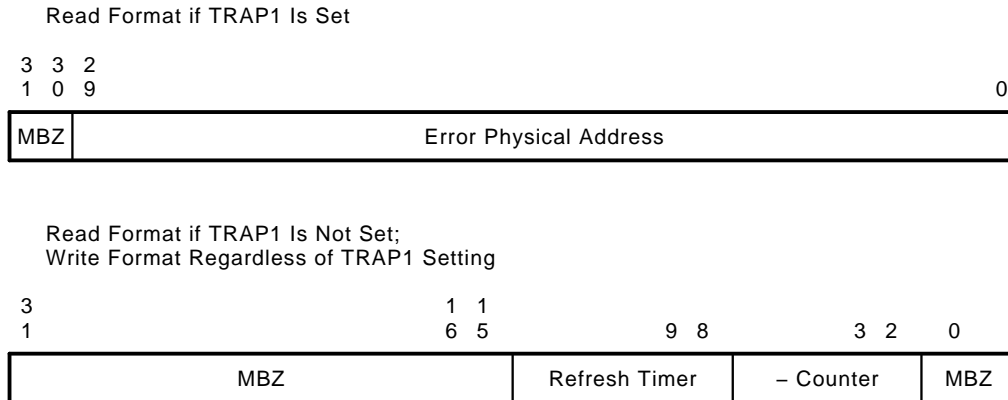 Read Format if TRAP1 Is Set
3 3 2
1 0 9 0
MBZ Error Physical Address
Read Format if TRAP1 Is Not Set;
Write Format Regardless of TRAP1 Setting
3 1 1
1 6 5 9 8 3 2 0
MBZ Refresh Timer – Counter MBZ